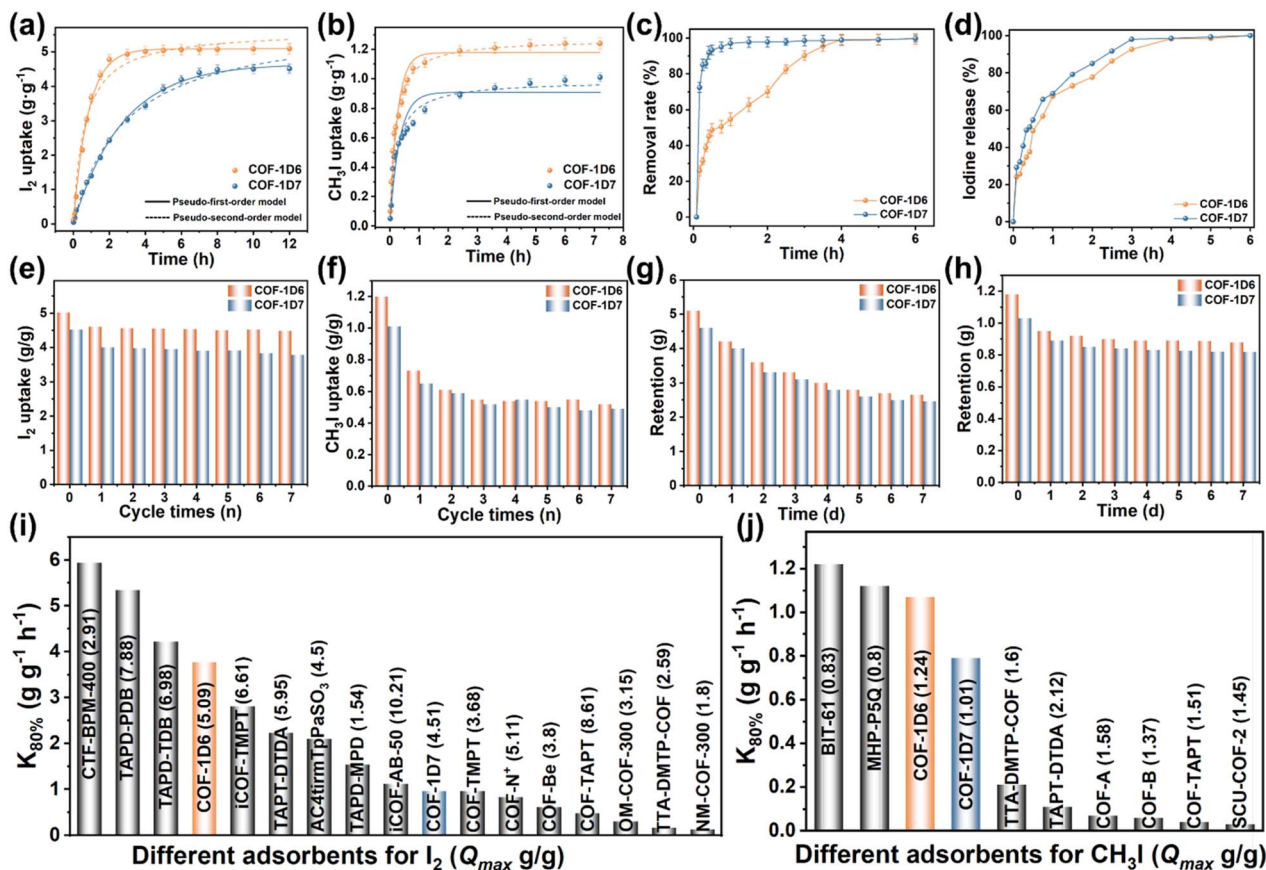 (a)
I₂ uptake (g·g⁻¹)
6
5
4
3
2
1
0
COF-1D6
COF-1D7
Pseudo-first-order model
Pseudo-second-order model
0 2 4 6 8 10 12
Time (h)
(b)
CH₃I uptake (g·g⁻¹)
1.4
1.2
1.0
0.8
0.6
0.4
0.2
0.0
COF-1D6
COF-1D7
Pseudo-first-order model
Pseudo-second-order model
0 1 2 3 4 5 6 7 8
Time (h)
(c)
Removal rate (%)
100
80
60
40
20
0
COF-1D6
COF-1D7
0 2 4 6
Time (h)
(d)
Iodine release (%)
100
80
60
40
20
0
COF-1D6
COF-1D7
0 1 2 3 4 5 6
Time (h)
(e)
I₂ uptake (g/g)
6
5
4
3
2
1
0
COF-1D6
COF-1D7
0 1 2 3 4 5 6 7
Cycle times (n)
(f)
CH₃I uptake (g/g)
1.2
1.0
0.8
0.6
0.4
0.2
0.0
COF-1D6
COF-1D7
0 1 2 3 4 5 6 7
Cycle times (n)
(g)
Retention (g)
6
5
4
3
2
1
0
COF-1D6
COF-1D7
0 1 2 3 4 5 6 7
Time (d)
(h)
Retention (g)
1.2
0.8
0.4
0.0
COF-1D6
COF-1D7
0 1 2 3 4 5 6 7
Time (d)
(i)
K80% (g g⁻¹ h⁻¹)
6
5
4
3
2
1
0
CTF-BPM-400 (2.91)
TAPD-PDB (7.88)
TAPD-TDB (6.98)
COF-1D6 (5.09)
iCOF-TMPT (6.61)
TAPT-DTDA (5.95)
AC4tirmTpPaSO₃ (4.5)
TAPD-MPD (1.54)
iCOF-AB-50 (10.21)
COF-1D7 (4.51)
COF-TMPT (3.68)
COF-N⁺ (5.11)
COF-Be (3.8)
COF-TAPT (8.61)
OM-COF-300 (3.15)
TTA-DMTP-COF (2.59)
NM-COF-300 (1.8)
Different adsorbents for I₂ (Qmax g/g)
(j)
K80% (g g⁻¹ h⁻¹)
1.2
1.0
0.8
0.6
0.4
0.2
0.0
BIT-61 (0.83)
MHP-P5Q (0.8)
COF-1D6 (1.24)
COF-1D7 (1.01)
TTA-DMTP-COF (1.6)
TAPT-DTDA (2.12)
COF-A (1.58)
COF-B (1.37)
COF-TAPT (1.51)
SCU-COF-2 (1.45)
Different adsorbents for CH₃I (Qmax g/g)